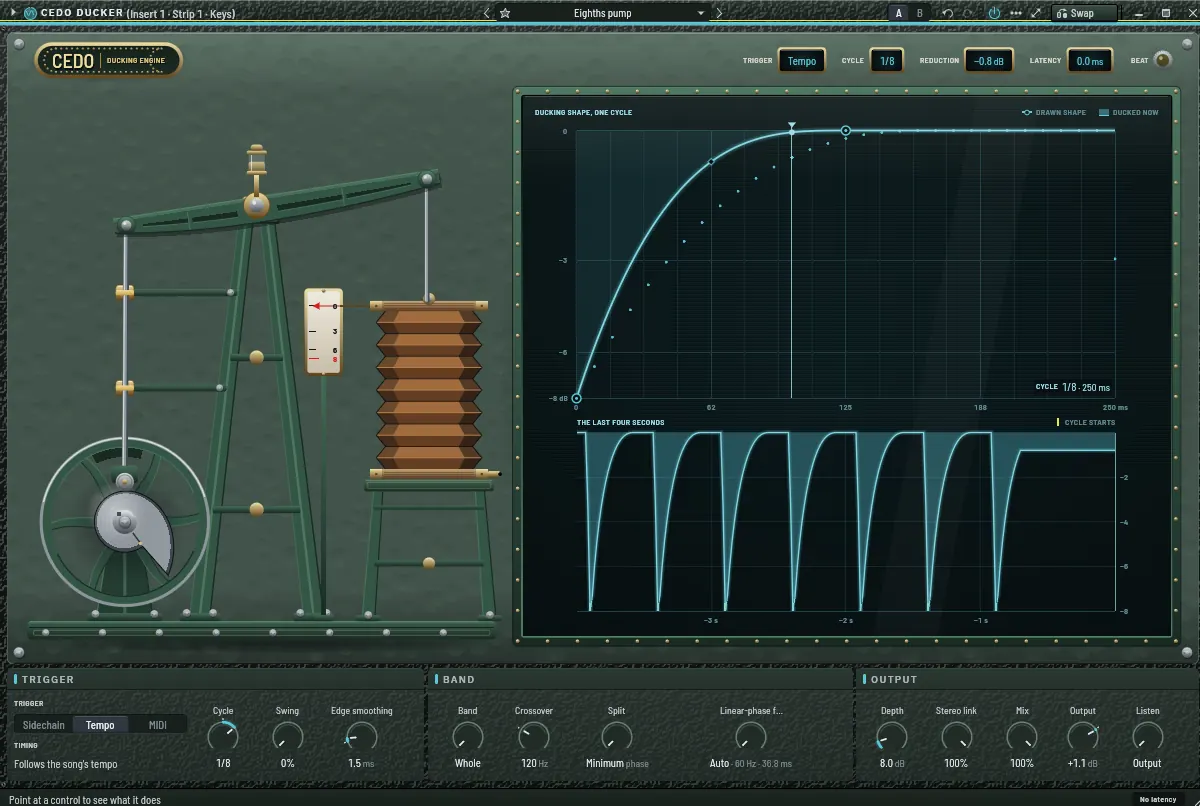 CEDO DUCKER (Insert 1 · Strip 1 · Keys)
Eighths pump
A B
Swap
CEDO DUCKING ENGINE
TRIGGER Tempo CYCLE 1/8 REDUCTION -0.8 dB LATENCY 0.0 ms BEAT
DUCKING SHAPE, ONE CYCLE
DRAWN SHAPE DUCKED NOW
0
-3
-6
-8 dB
CYCLE 1/8 · 250 ms
0 62 125 188 250 ms
0
3
6
8
THE LAST FOUR SECONDS
CYCLE STARTS
-2
-4
-6
-8
-3 s -2 s -1 s
TRIGGER
TRIGGER
Sidechain Tempo MIDI
TIMING
Follows the song's tempo
Cycle Swing Edge smoothing
1/8 0% 1.5 ms
BAND
Band Crossover Split Linear-phase f...
Whole 120 Hz Minimum phase Auto · 60 Hz · 36.8 ms
OUTPUT
Depth Stereo link Mix Output Listen
8.0 dB 100% 100% +1.1 dB Output
Point at a control to see what it does
No latency